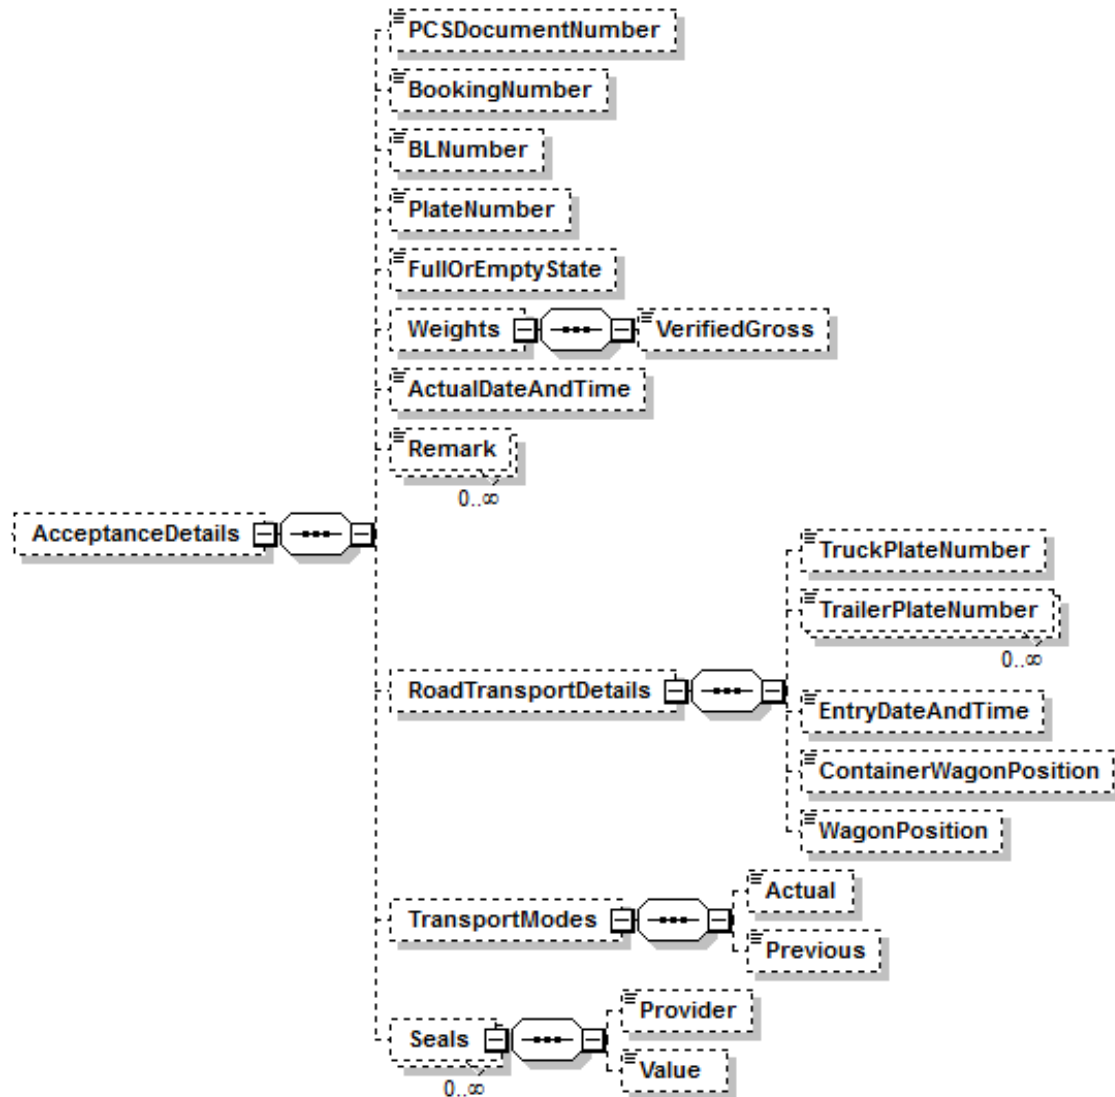 PCSDocumentNumber
BookingNumber
BLNumber
PlateNumber
FullOrEmptyState
Weights
VerifiedGross
ActualDateAndTime
Remark
0..∞
AcceptanceDetails
RoadTransportDetails
TruckPlateNumber
TrailerPlateNumber
0..∞
EntryDateAndTime
ContainerWagonPosition
WagonPosition
TransportModes
Actual
Previous
Seals
0..∞
Provider
Value